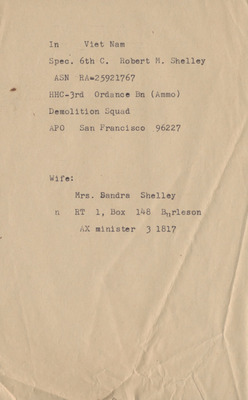 In Viet Nam
Spec. 6th C. Robert M. Shelley
ASN RA-25921767
HHC-3rd Ordance Bn (Ammo)
Demolition Squad
APO San Francisco 96227
Wife:
Mrs. Sandra Shelley
n RT 1, Box 148 Burleson
AX minister 3 1817